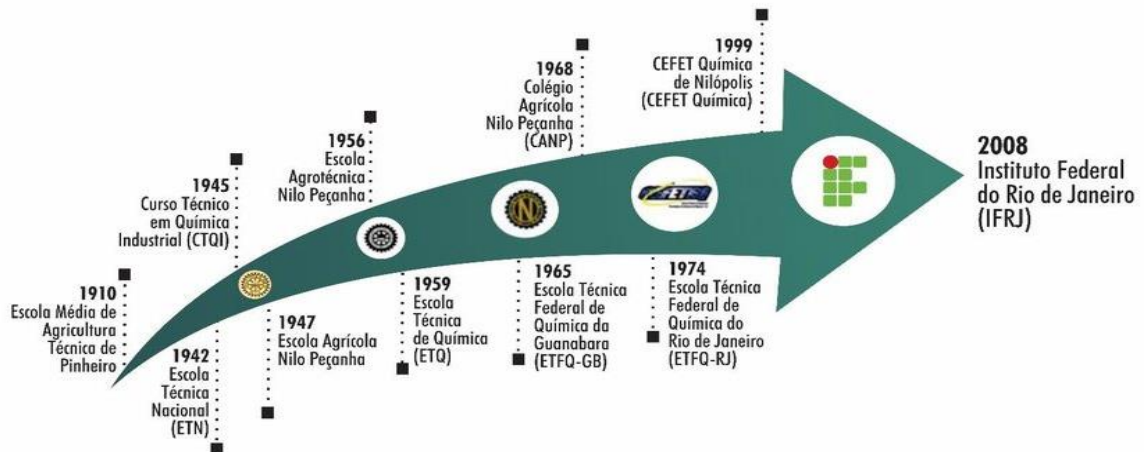 1910
Escola Média de
Agricultura
Técnica de
Pinheiro
1942
Escola
Técnica
Nacional
(ETN)
1945
Curso Técnico
em Química
Industrial (CTQI)
1947
Escola Agrícola
Nilo Peçanha
1956
Escola
Agrotécnica
Nilo Peçanha
1959
Escola
Técnica
de Química
(ETQ)
1965
Escola Técnica
Federal de
Química da
Guanabara
(ETFQ-GB)
1968
Colégio
Agrícola
Nilo Peçanha
(CANP)
1974
Escola Técnica
Federal de
Química do
Rio de Janeiro
(ETFQ-RJ)
1999
CEFET Química
de Nilópolis
(CEFET Química)
2008
Instituto Federal
do Rio de Janeiro
(IFRJ)
N